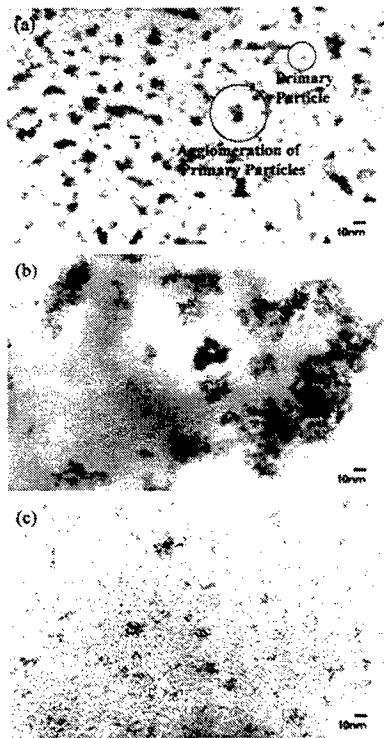 (a)
Primary
Particle
Agglomeration of
Primary Particles
10nm
(b)
10nm
(c)
10nm